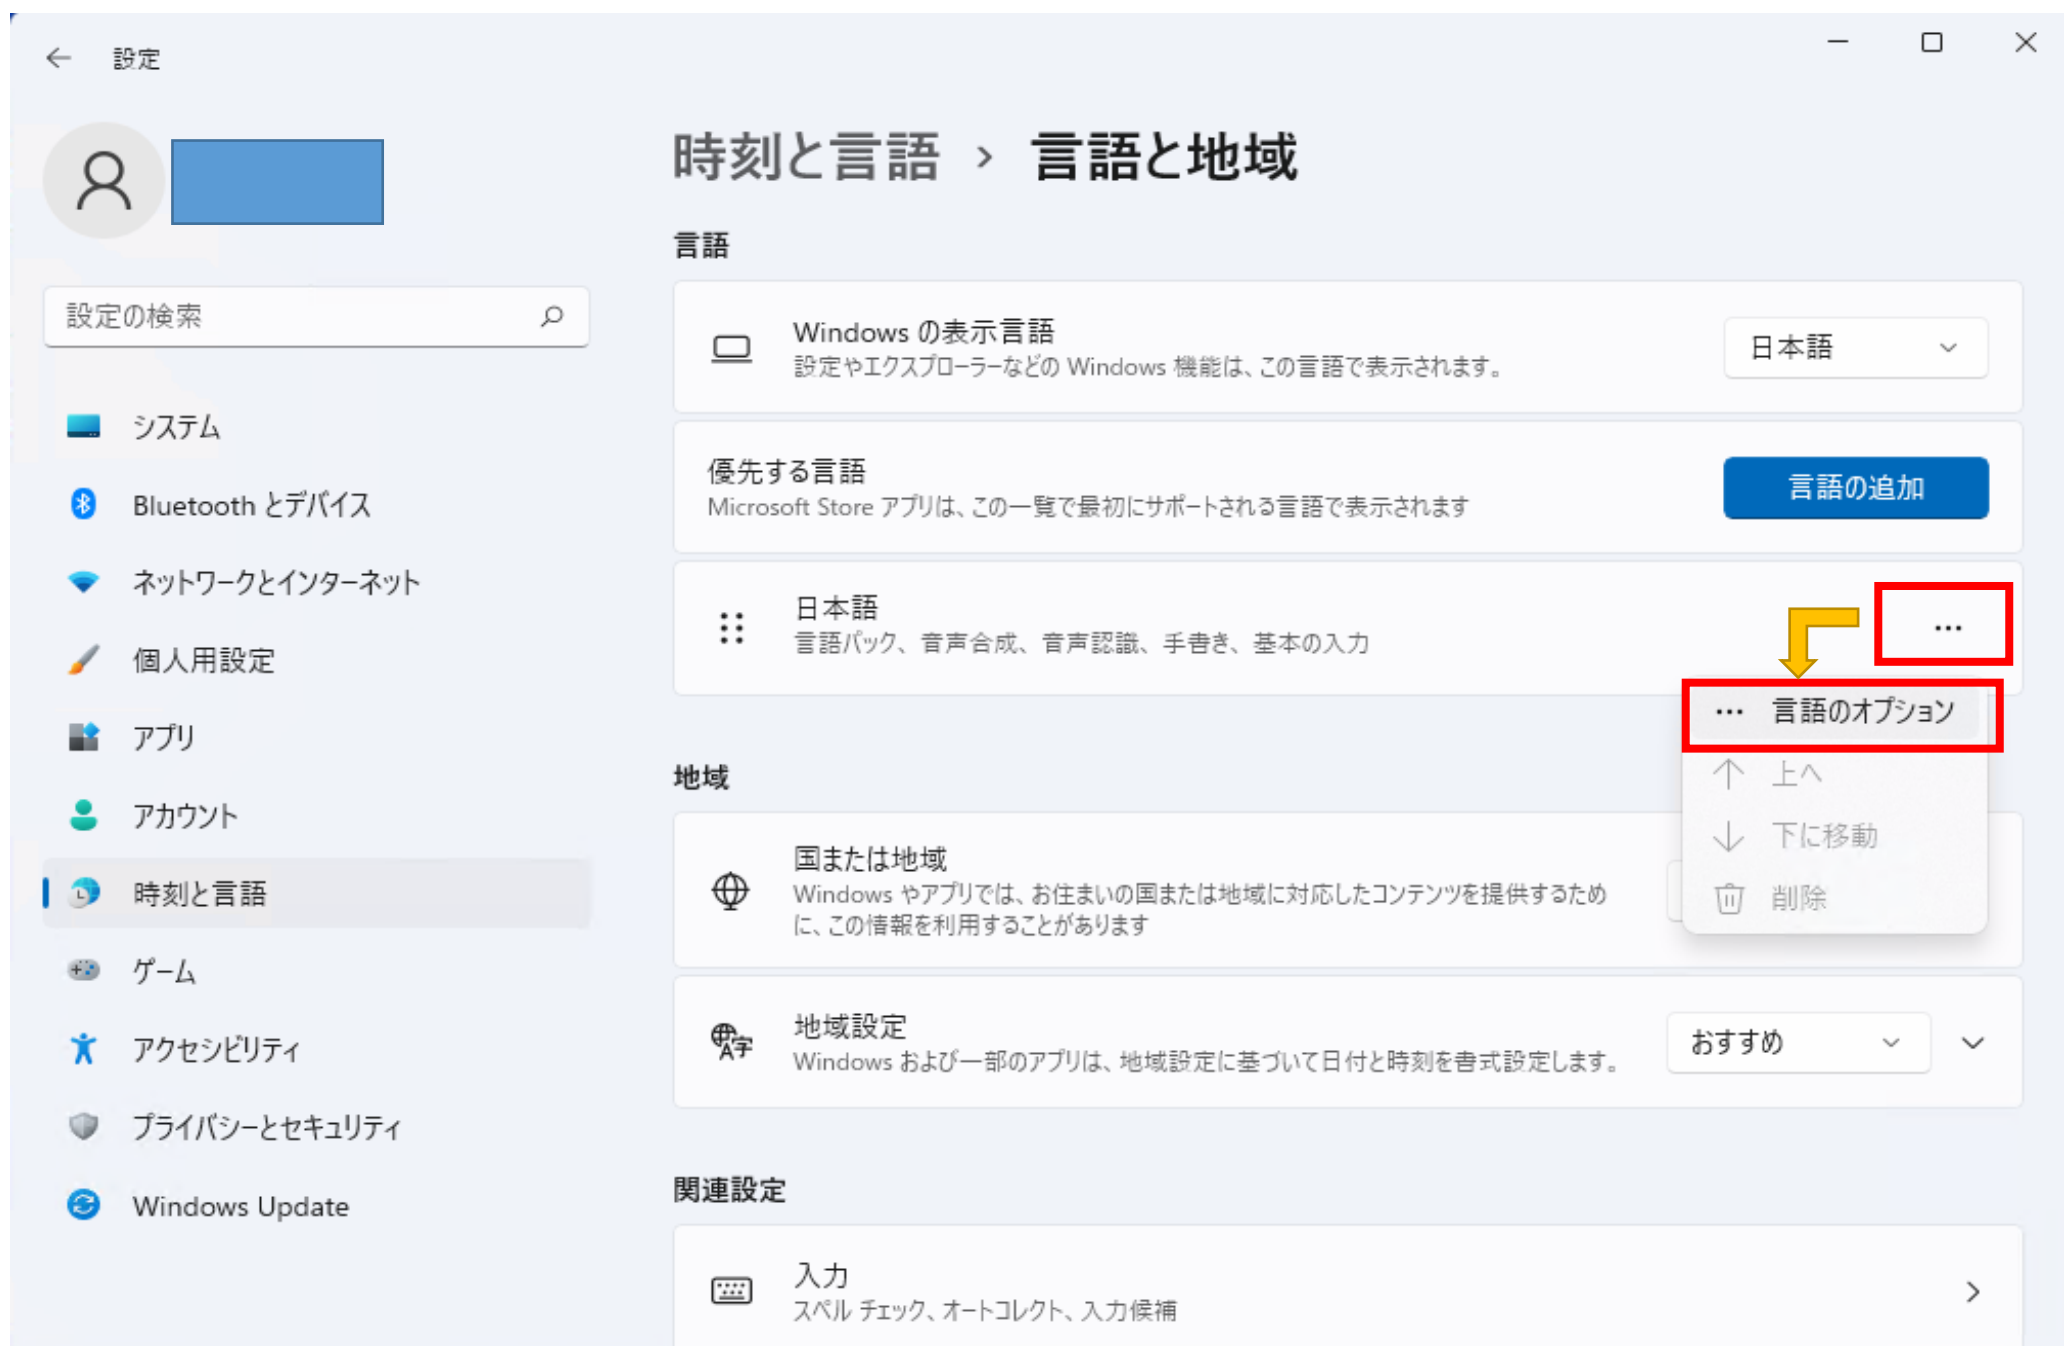 設定
設定の検索
システム
Bluetooth とデバイス
ネットワークとインターネット
個人用設定
アプリ
アカウント
時刻と言語
ゲーム
アクセシビリティ
プライバシーとセキュリティ
Windows Update
時刻と言語 › 言語と地域
言語
Windows の表示言語
設定やエクスプローラーなどの Windows 機能は、この言語で表示されます。
日本語
優先する言語
Microsoft Store アプリは、この一覧で最初にサポートされる言語で表示されます
言語の追加
日本語
言語パック、音声合成、音声認識、手書き、基本の入力
言語のオプション
上へ
下に移動
削除
地域
国または地域
Windows やアプリでは、お住まいの国または地域に対応したコンテンツを提供するため
に、この情報を利用することがあります
地域設定
Windows および一部のアプリは、地域設定に基づいて日付と時刻を書式設定します。
おすすめ
関連設定
入力
スペル チェック、オートコレクト、入力候補